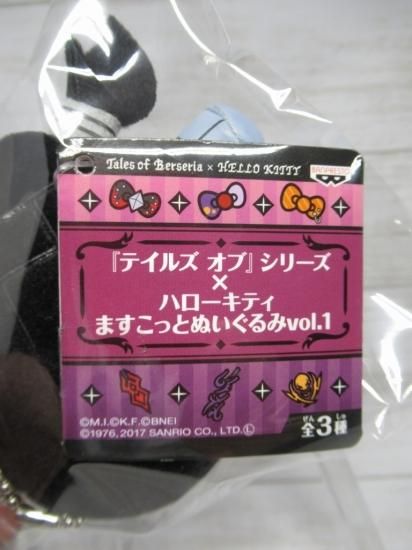 Tales of Berseria × HELLO KITTY
BANPRESTO
『テイルズ オブ』シリーズ
×
ハローキティ
ますこっとぬいぐるみvol.1
©M.I.©K.F.©BNEI
©1976, 2017 SANRIO CO., LTD.Ⓛ
げん しゅ
全3種